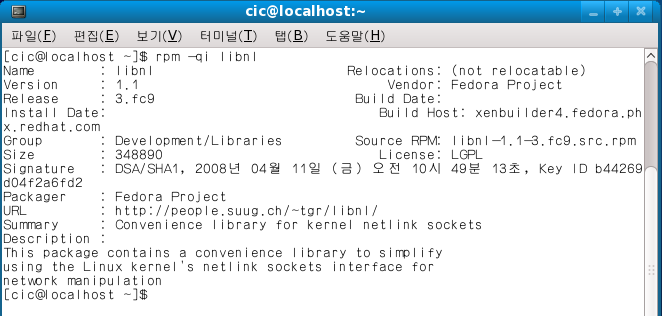 cic@localhost:~
파일(F) 편집(E) 보기(V) 터미널(T) 탭(B) 도움말(H)
[cic@localhost ~]$ rpm -qi libnl
Name        : libnl                        Relocations: (not relocatable)
Version     : 1.1                               Vendor: Fedora Project
Release     : 3.fc9                         Build Date:
Install Date:                               Build Host: xenbuilder4.fedora.ph
x.redhat.com
Group       : Development/Libraries         Source RPM: libnl-1.1-3.fc9.src.rpm
Size        : 348890                           License: LGPL
Signature   : DSA/SHA1, 2008년 04월 11일 (금) 오전 10시 49분 13초, Key ID b44269
d04f2a6fd2
Packager    : Fedora Project
URL         : http://people.suug.ch/~tgr/libnl/
Summary     : Convenience library for kernel netlink sockets
Description :
This package contains a convenience library to simplify
using the Linux kernel's netlink sockets interface for
network manipulation
[cic@localhost ~]$